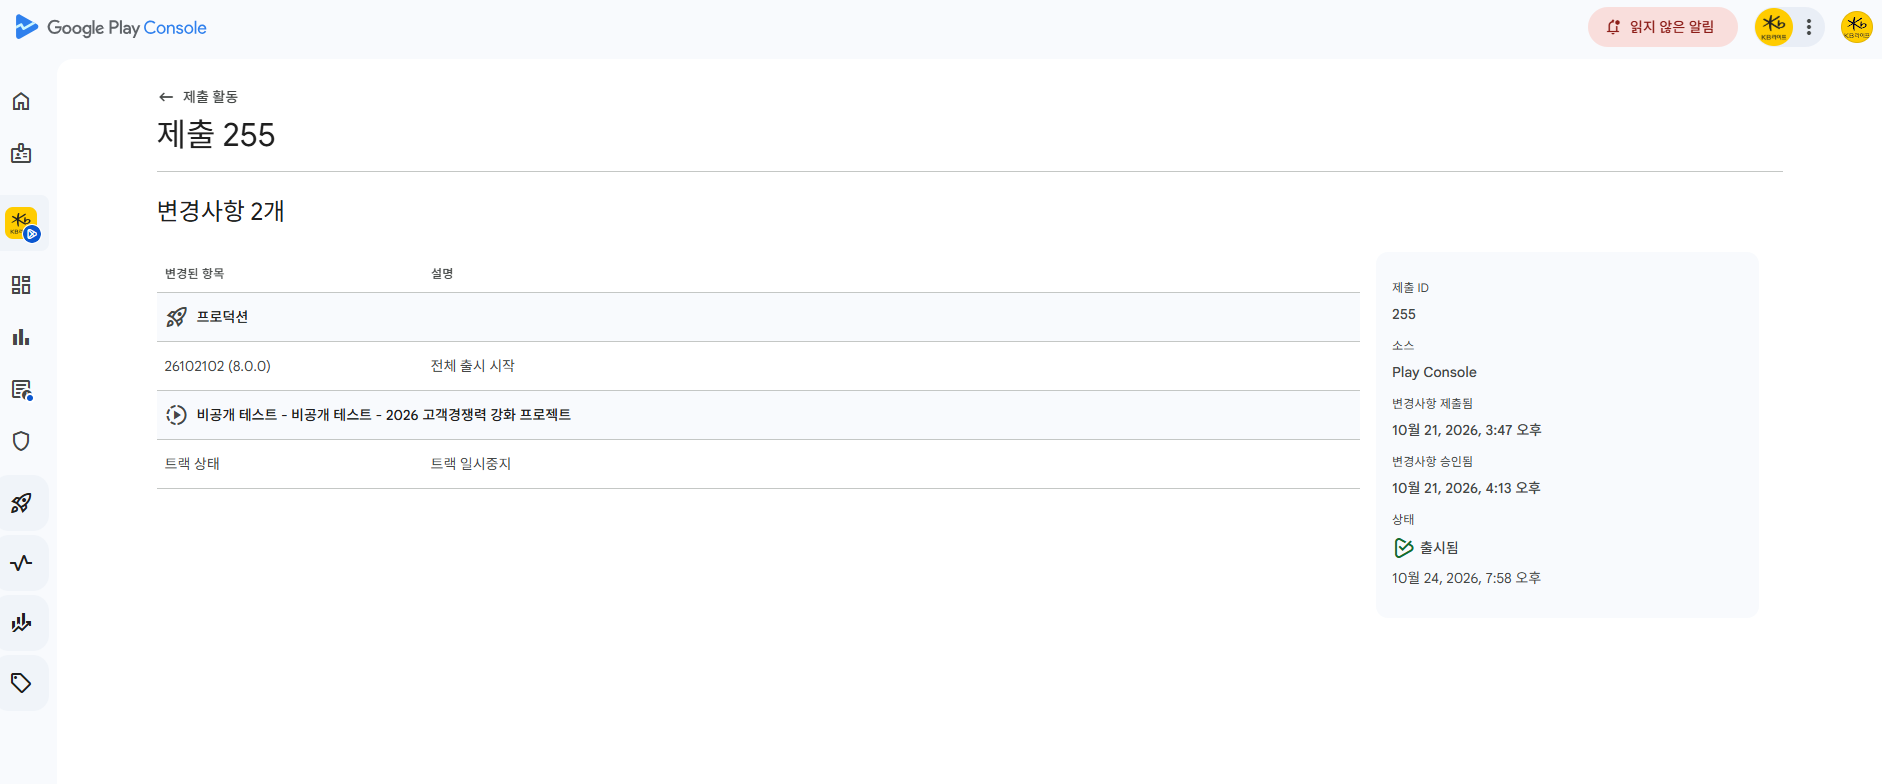 Google Play Console
읽지 않은 알림
제출 활동
제출 255
변경사항 2개
변경된 항목 설명
프로덕션
26102102 (8.0.0) 전체 출시 시작
비공개 테스트 - 비공개 테스트 - 2026 고객경쟁력 강화 프로젝트
트랙 상태 트랙 일시중지
제출 ID
255
소스
Play Console
변경사항 제출됨
10월 21, 2026, 3:47 오후
변경사항 승인됨
10월 21, 2026, 4:13 오후
상태
출시됨
10월 24, 2026, 7:58 오후